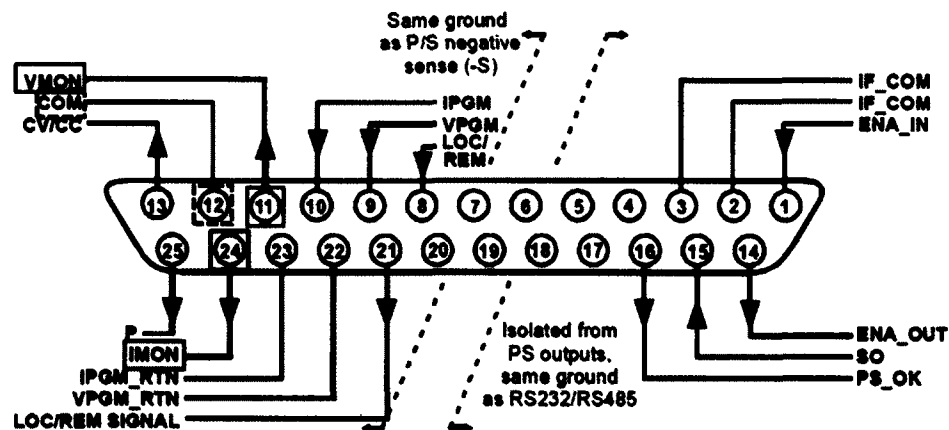 Same ground
as P/S negative
sense (-S)
VMON
COM
CV/CC
IPGM
VPGM
LOC/
REM
IF_COM
IF_COM
ENA_IN
13 12 11 10 9 8 7 6 5 4 3 2 1
25 24 23 22 21 20 19 18 17 16 15 14
P
IMON
IPGM_RTN
VPGM_RTN
LOC/REM SIGNAL
Isolated from
PS outputs,
same ground
as RS232/RS485
ENA_OUT
SO
PS_OK